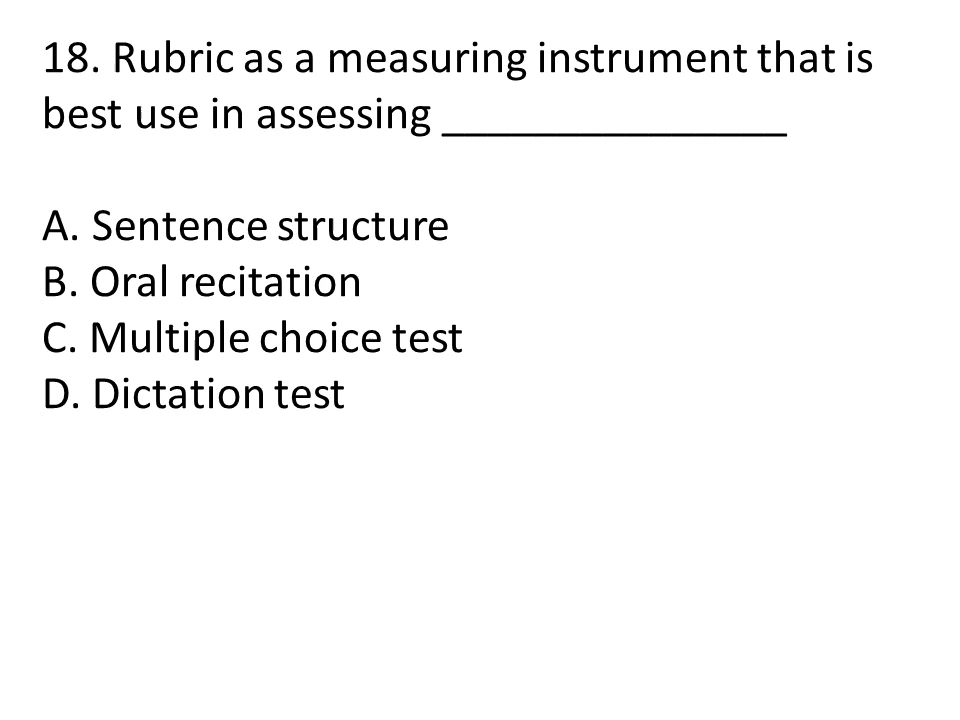 18. Rubric as a measuring instrument that is
best use in assessing _______________
A. Sentence structure
B. Oral recitation
C. Multiple choice test
D. Dictation test